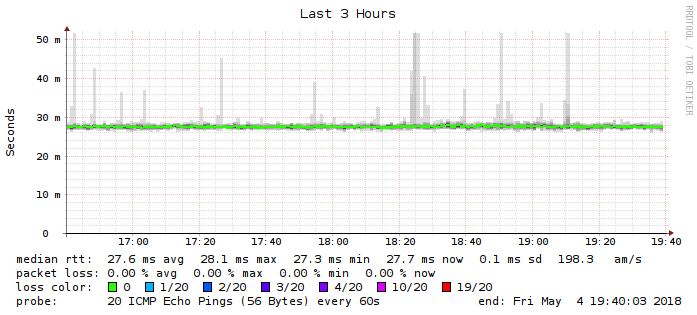 Last 3 Hours
RRDTOOL / TOBI OETIKER
Seconds
50 m
40 m
30 m
20 m
10 m
0
17:00 17:20 17:40 18:00 18:20 18:40 19:00 19:20 19:40
median rtt: 27.6 ms avg 28.1 ms max 27.3 ms min 27.7 ms now 0.1 ms sd 198.3 am/s
packet loss: 0.00 % avg 0.00 % max 0.00 % min 0.00 % now
loss color: 0 1/20 2/20 3/20 4/20 10/20 19/20
probe: 20 ICMP Echo Pings (56 Bytes) every 60s end: Fri May 4 19:40:03 2018